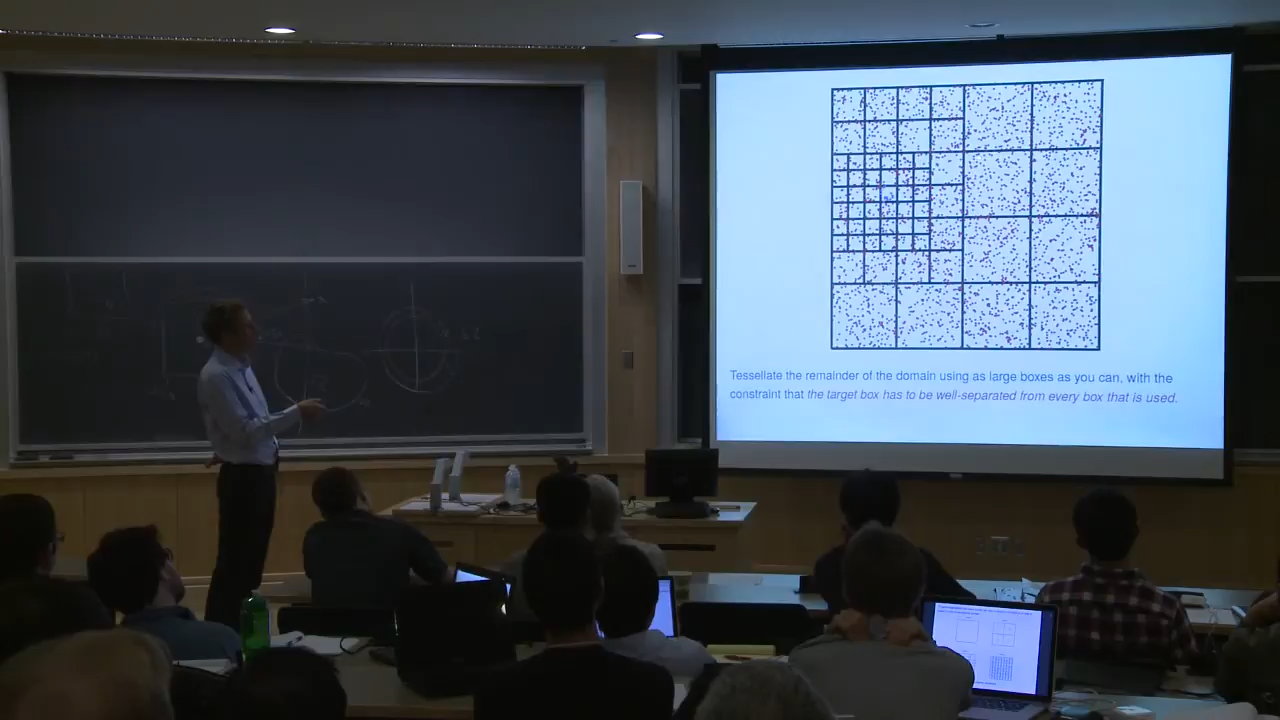 Tessellate the remainder of the domain using as large boxes as you can, with the
constraint that the target box has to be well-separated from every box that is used.